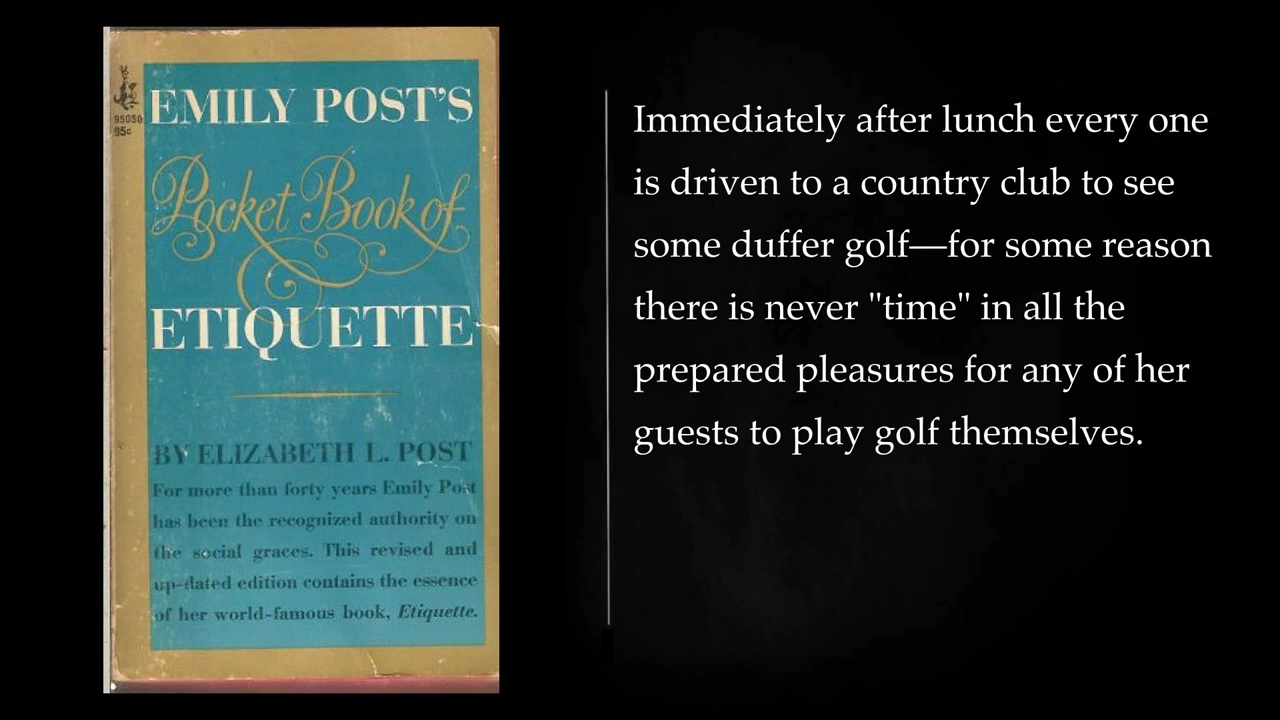 EMILY POST'S
95050
95c
Pocket Book of
ETIQUETTE
BY ELIZABETH L. POST
For more than forty years Emily Post
has been the recognized authority on
the social graces. This revised and
up-dated edition contains the essence
of her world-famous book, Etiquette.
Immediately after lunch every one
is driven to a country club to see
some duffer golf—for some reason
there is never "time" in all the
prepared pleasures for any of her
guests to play golf themselves.